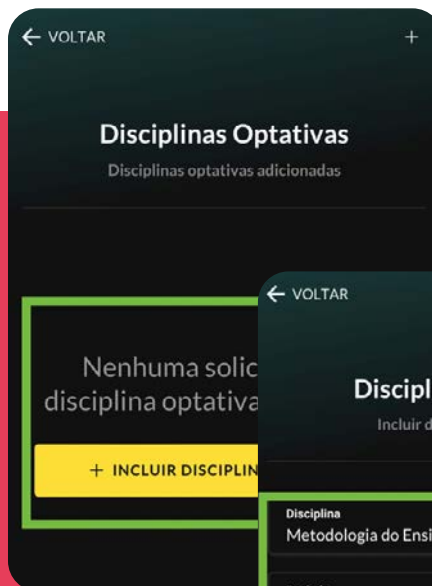 ← VOLTAR +
Disciplinas Optativas
Disciplinas optativas adicionadas
Nenhuma solic
disciplina optativa
+ INCLUIR DISCIPLIN
← VOLTAR
Discipl
Incluir d
Disciplina
Metodologia do Ensi